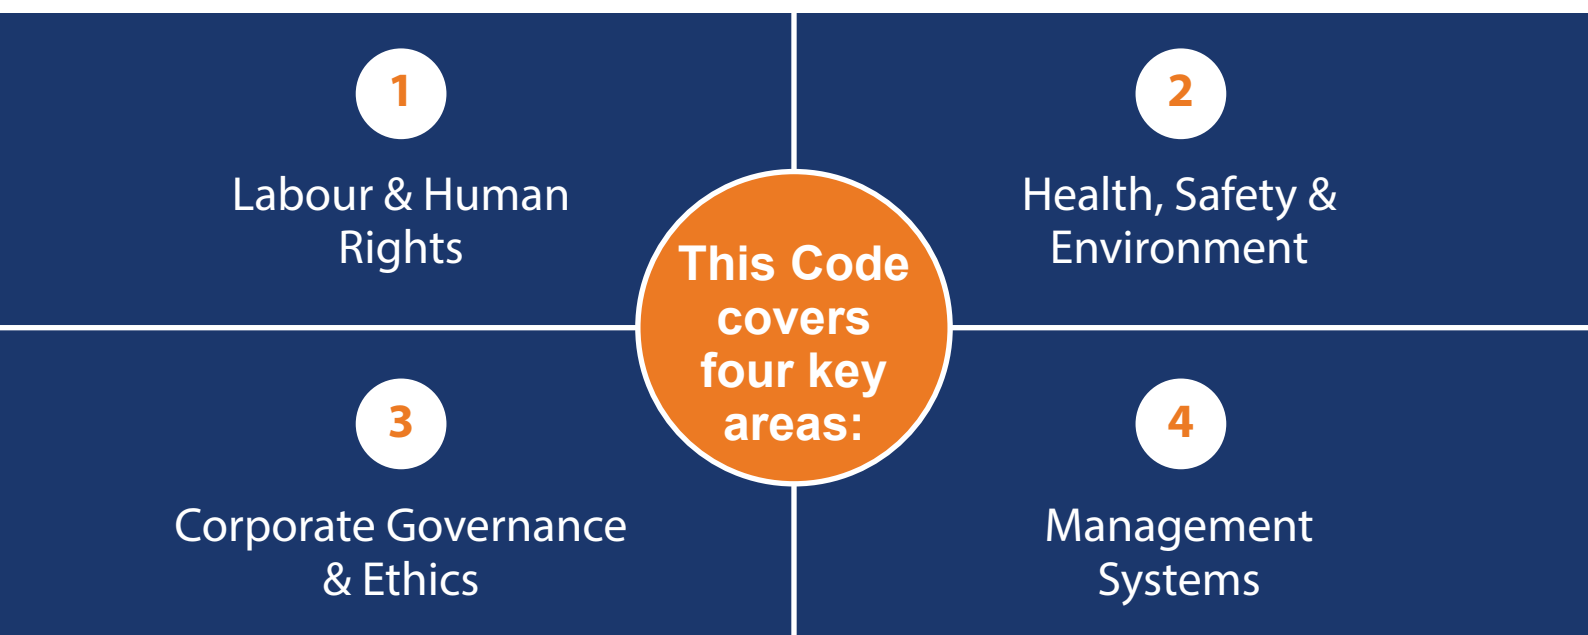 This Code
covers
four key
areas:
1
Labour & Human
Rights
2
Health, Safety &
Environment
3
Corporate Governance
& Ethics
4
Management
Systems